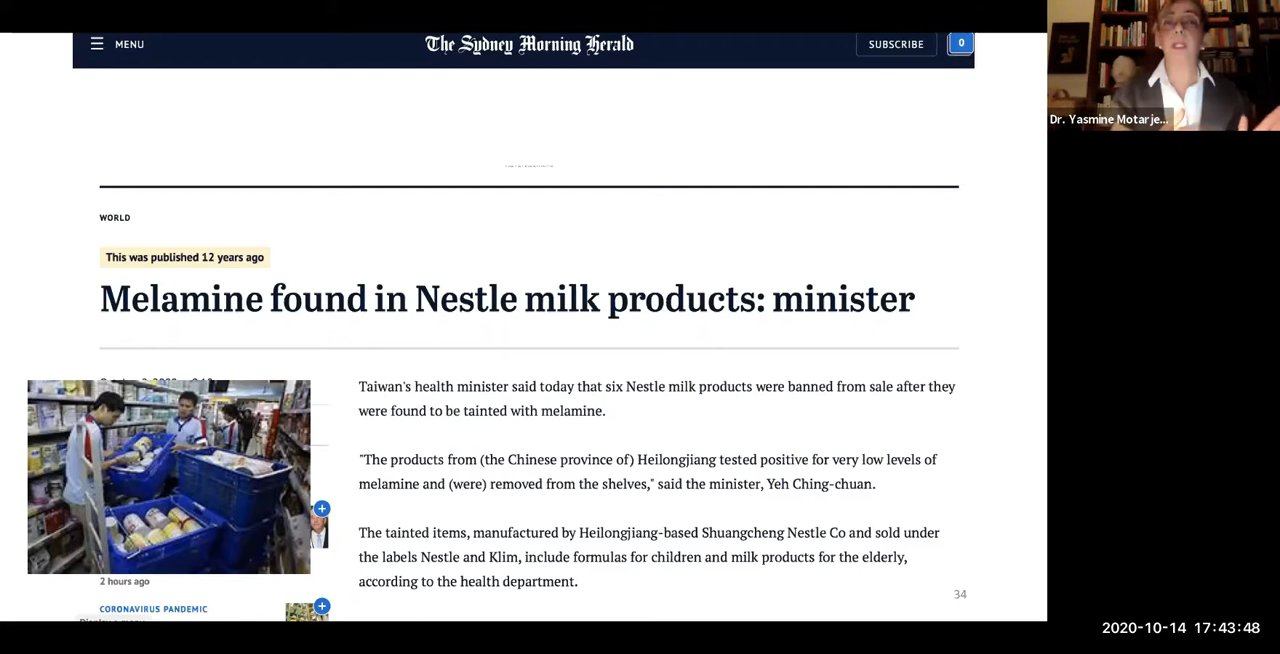 MENU
The Sydney Morning Herald
SUBSCRIBE
0
Dr. Yasmine Motarje...
WORLD
This was published 12 years ago
Melamine found in Nestle milk products: minister
Taiwan's health minister said today that six Nestle milk products were banned from sale after they
were found to be tainted with melamine.
"The products from (the Chinese province of) Heilongjiang tested positive for very low levels of
melamine and (were) removed from the shelves," said the minister, Yeh Ching-chuan.
The tainted items, manufactured by Heilongjiang-based Shuangcheng Nestle Co and sold under
the labels Nestle and Klim, include formulas for children and milk products for the elderly,
according to the health department.
2 hours ago
CORONAVIRUS PANDEMIC
34
2020-10-14 17:43:48